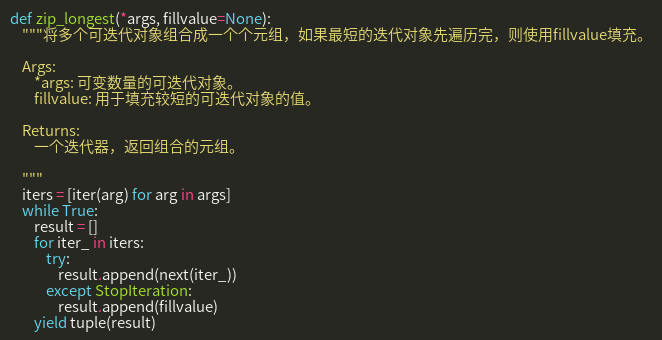 def zip_longest(*args, fillvalue=None):
    """将多个可迭代对象组合成一个个元组，如果最短的迭代对象先遍历完，则使用fillvalue填充。

    Args:
        *args: 可变数量的可迭代对象。
        fillvalue: 用于填充较短的可迭代对象的值。

    Returns:
        一个迭代器，返回组合的元组。

    """
    iters = [iter(arg) for arg in args]
    while True:
        result = []
        for iter_ in iters:
            try:
                result.append(next(iter_))
            except StopIteration:
                result.append(fillvalue)
        yield tuple(result)